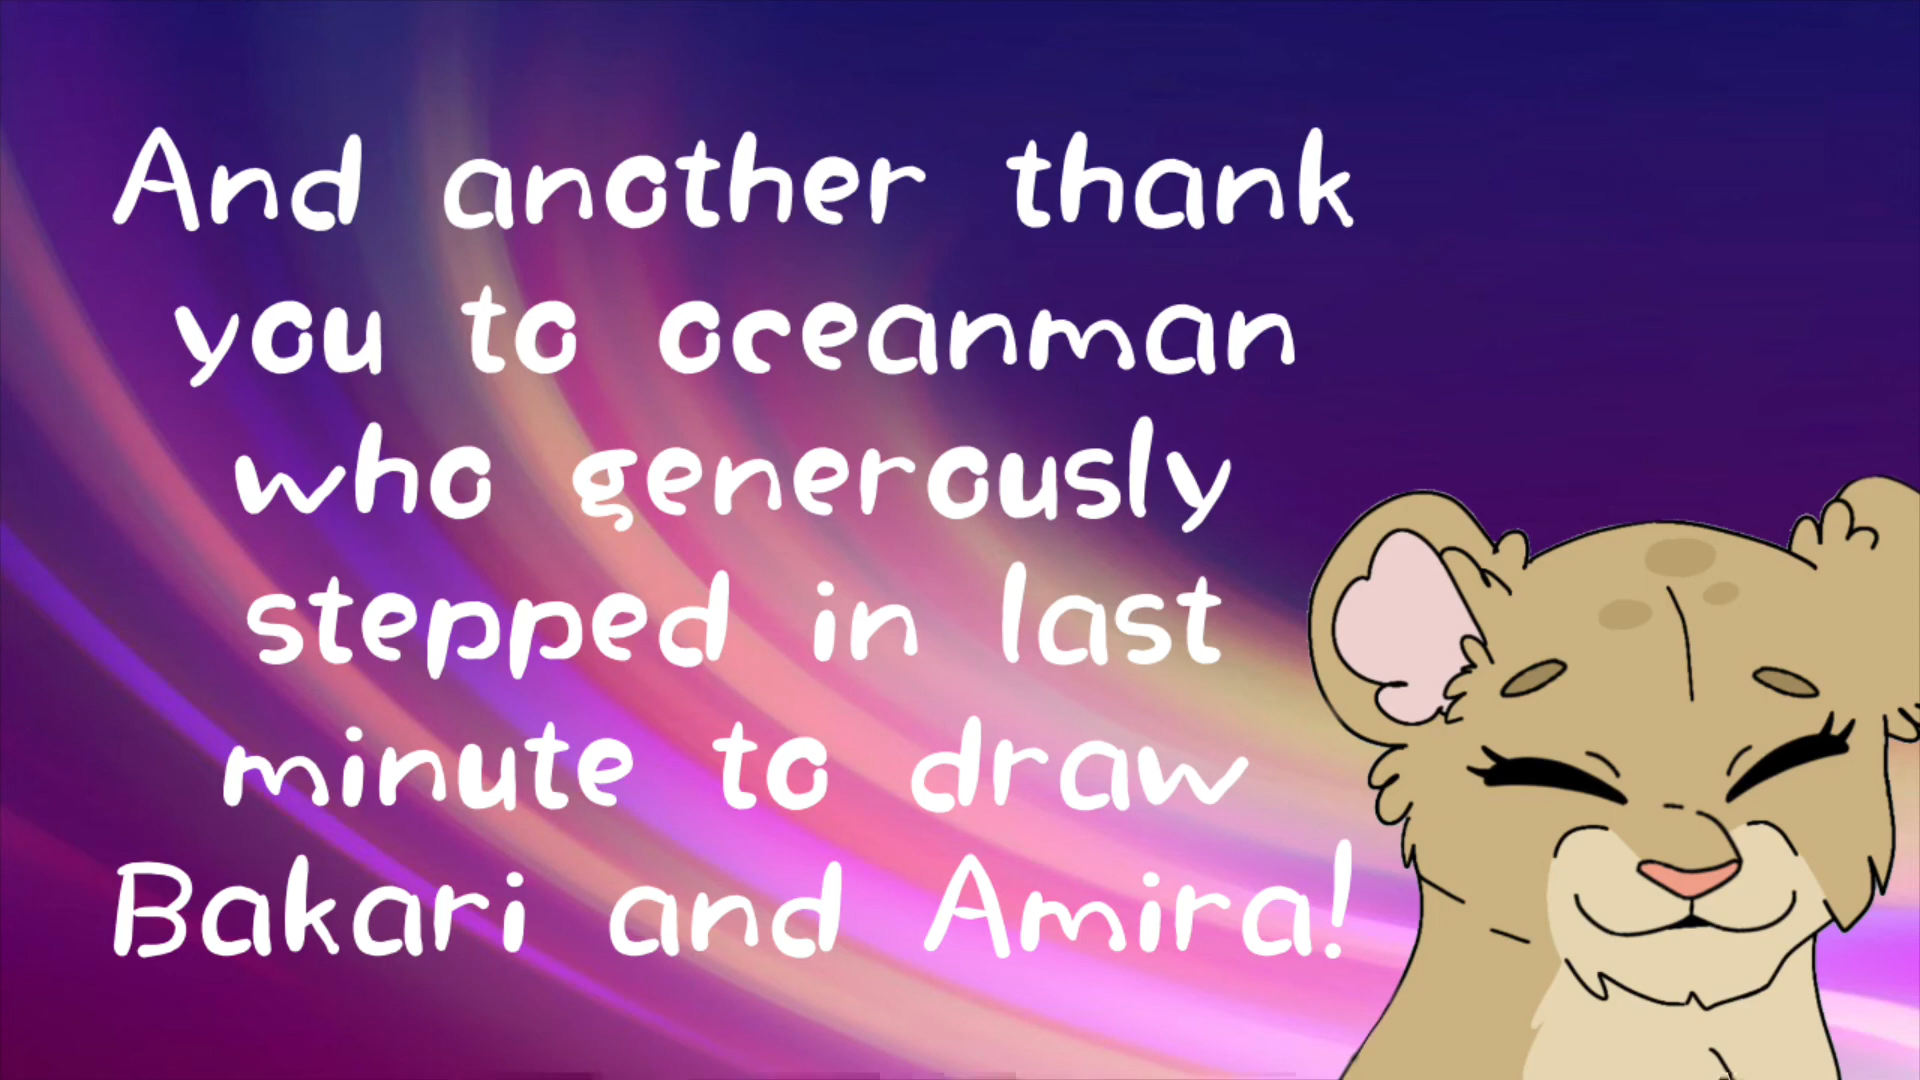 And another thank
you to oceanman
who generously
stepped in last
minute to draw
Bakari and Amira!